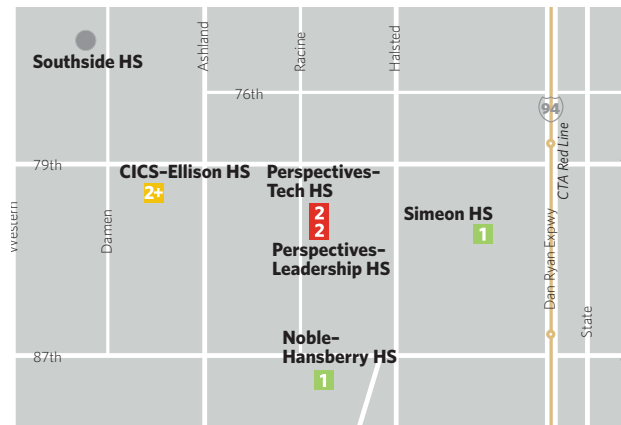 Southside HS
Ashland
Racine
Halsted
76th
94
CTA Red Line
79th
CICS–Ellison HS
2+
Perspectives–
Tech HS
2
2
Perspectives–
Leadership HS
Simeon HS
1
Western
Damen
Dan Ryan Expwy
State
87th
Noble–
Hansberry HS
1